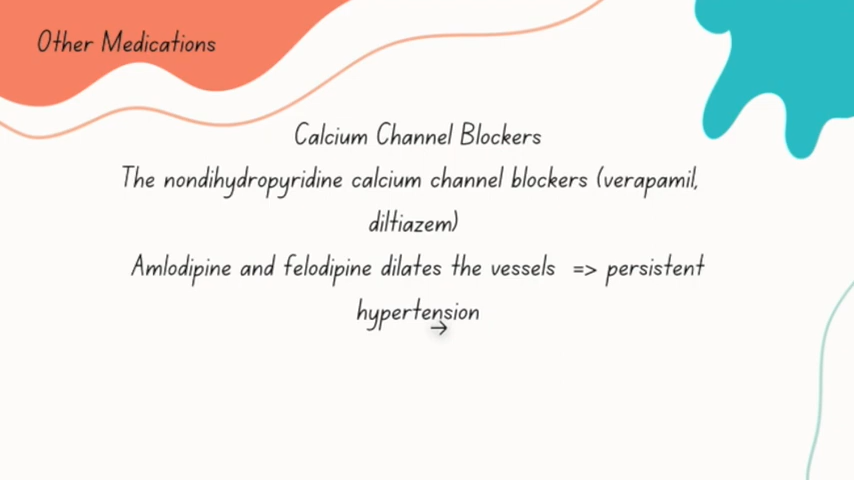 Other Medications
Calcium Channel Blockers
The nondihydropyridine calcium channel blockers (verapamil,
diltiazem)
Amlodipine and felodipine dilates the vessels => persistent
hypertension
→